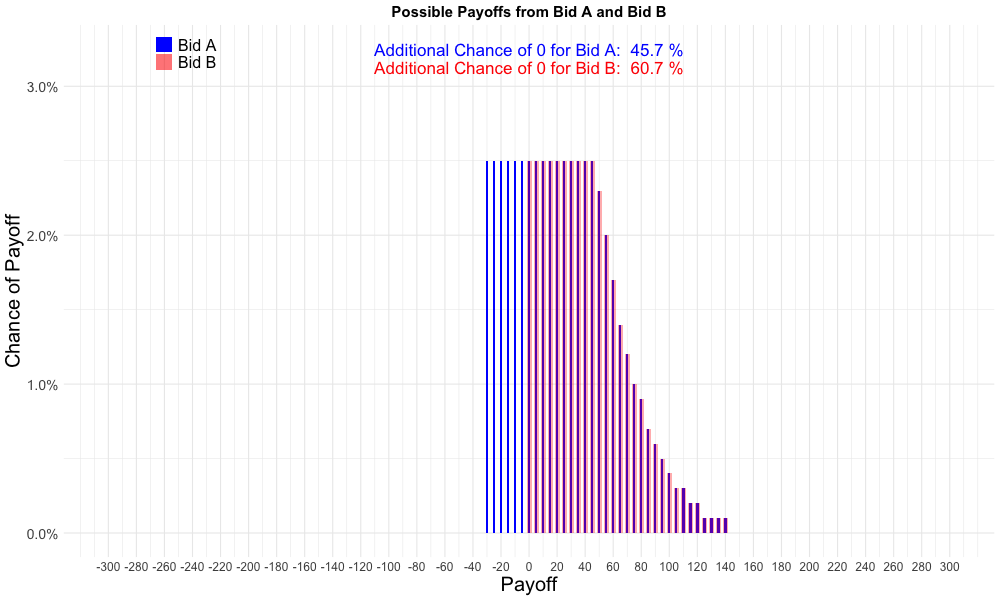 Possible Payoffs from Bid A and Bid B
Bid A
Bid B
Additional Chance of 0 for Bid A:  45.7 %
Additional Chance of 0 for Bid B:  60.7 %
Chance of Payoff
3.0%
2.0%
1.0%
0.0%
-300 -280 -260 -240 -220 -200 -180 -160 -140 -120 -100 -80 -60 -40 -20 0 20 40 60 80 100 120 140 160 180 200 220 240 260 280 300
Payoff